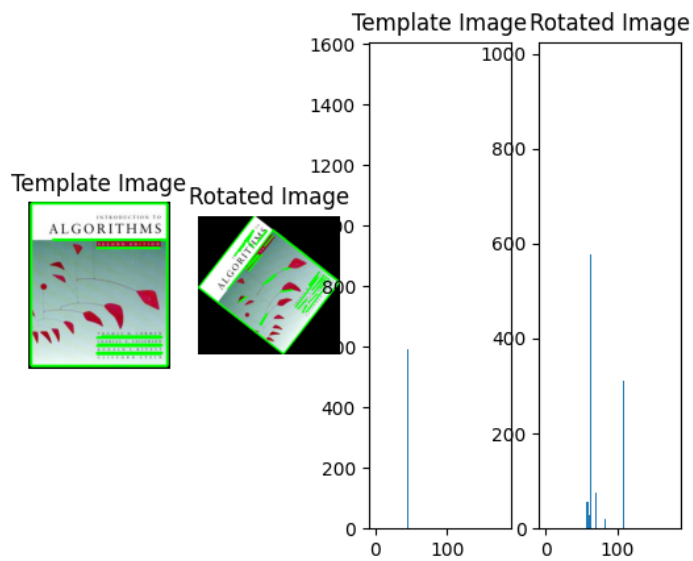 Template Image
INTRODUCTION TO
ALGORITHMS
SECOND EDITION
Rotated Image
ALGORITHMS
Template Image
1600
1400
1200
800
400
200
0
0 100
Rotated Image
1000
800
600
400
200
0
0 100